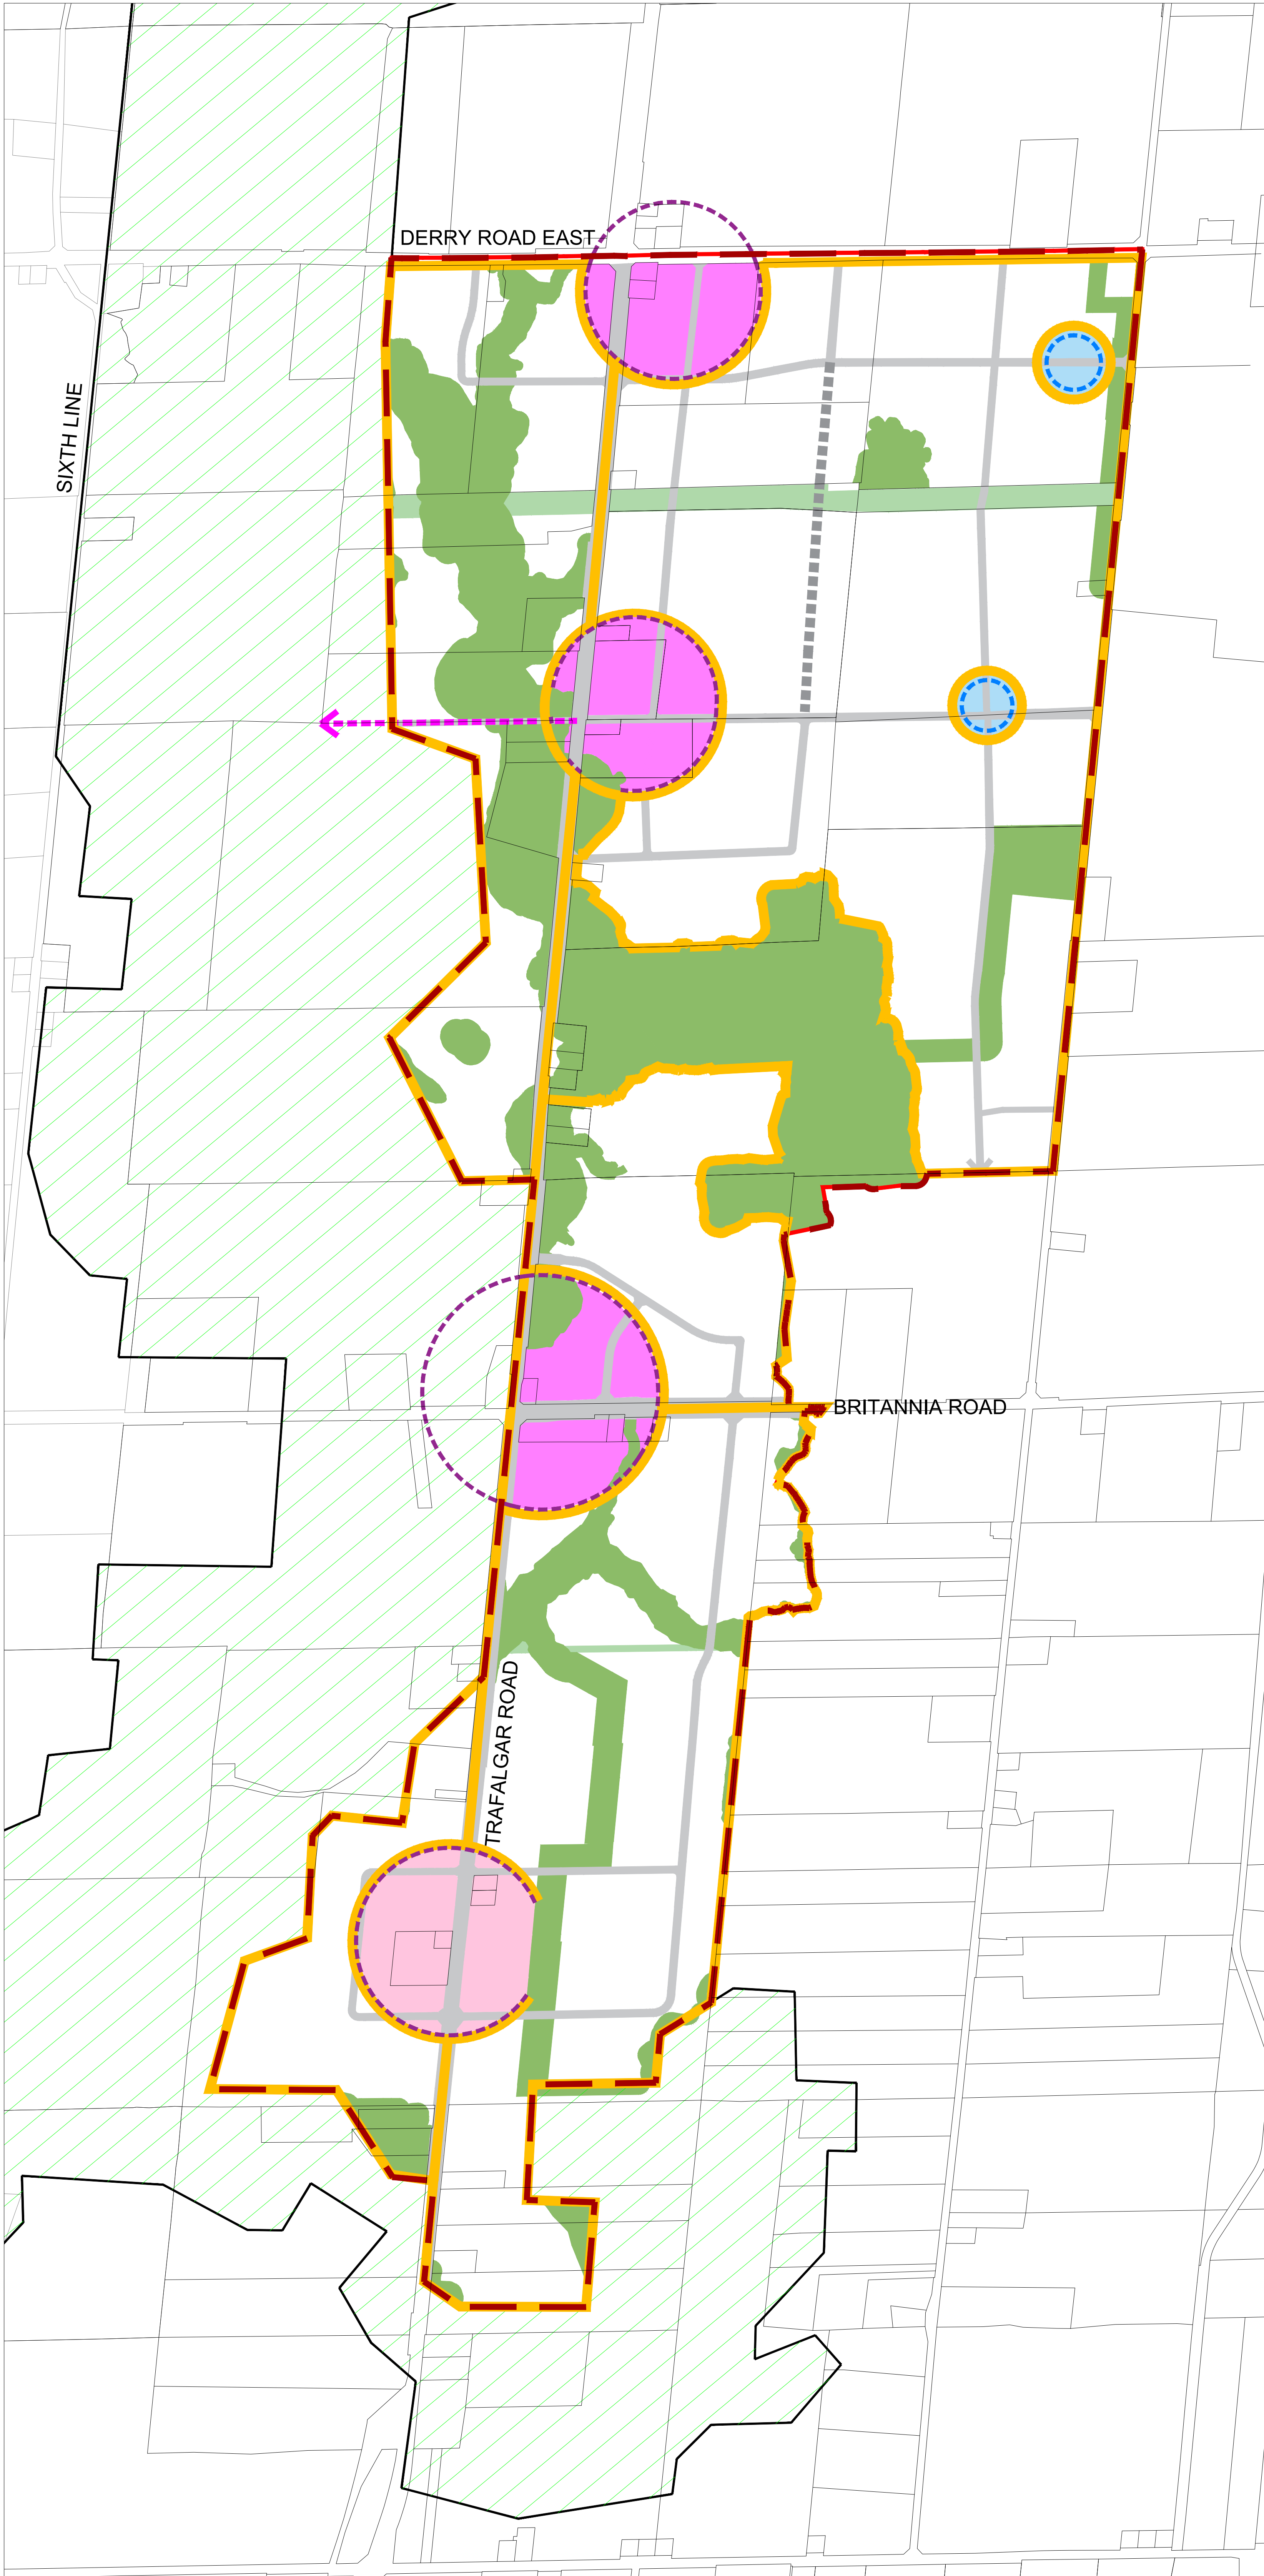 DERRY ROAD EAST
SIXTH LINE
BRITANNIA ROAD
TRAFALGAR ROAD